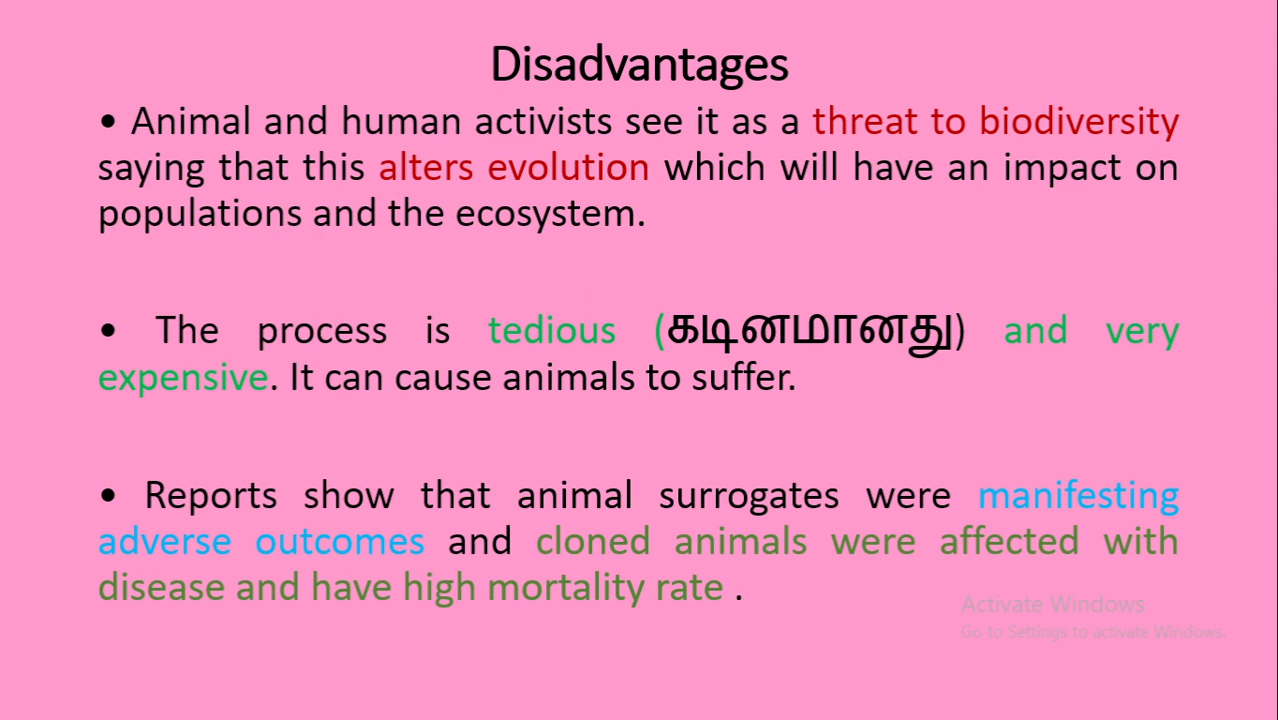 Disadvantages
• Animal and human activists see it as a threat to biodiversity
saying that this alters evolution which will have an impact on
populations and the ecosystem.
• The process is tedious (கடினமானது) and very
expensive. It can cause animals to suffer.
• Reports show that animal surrogates were manifesting
adverse outcomes and cloned animals were affected with
disease and have high mortality rate .
Activate Windows
Go to Settings to activate Windows.